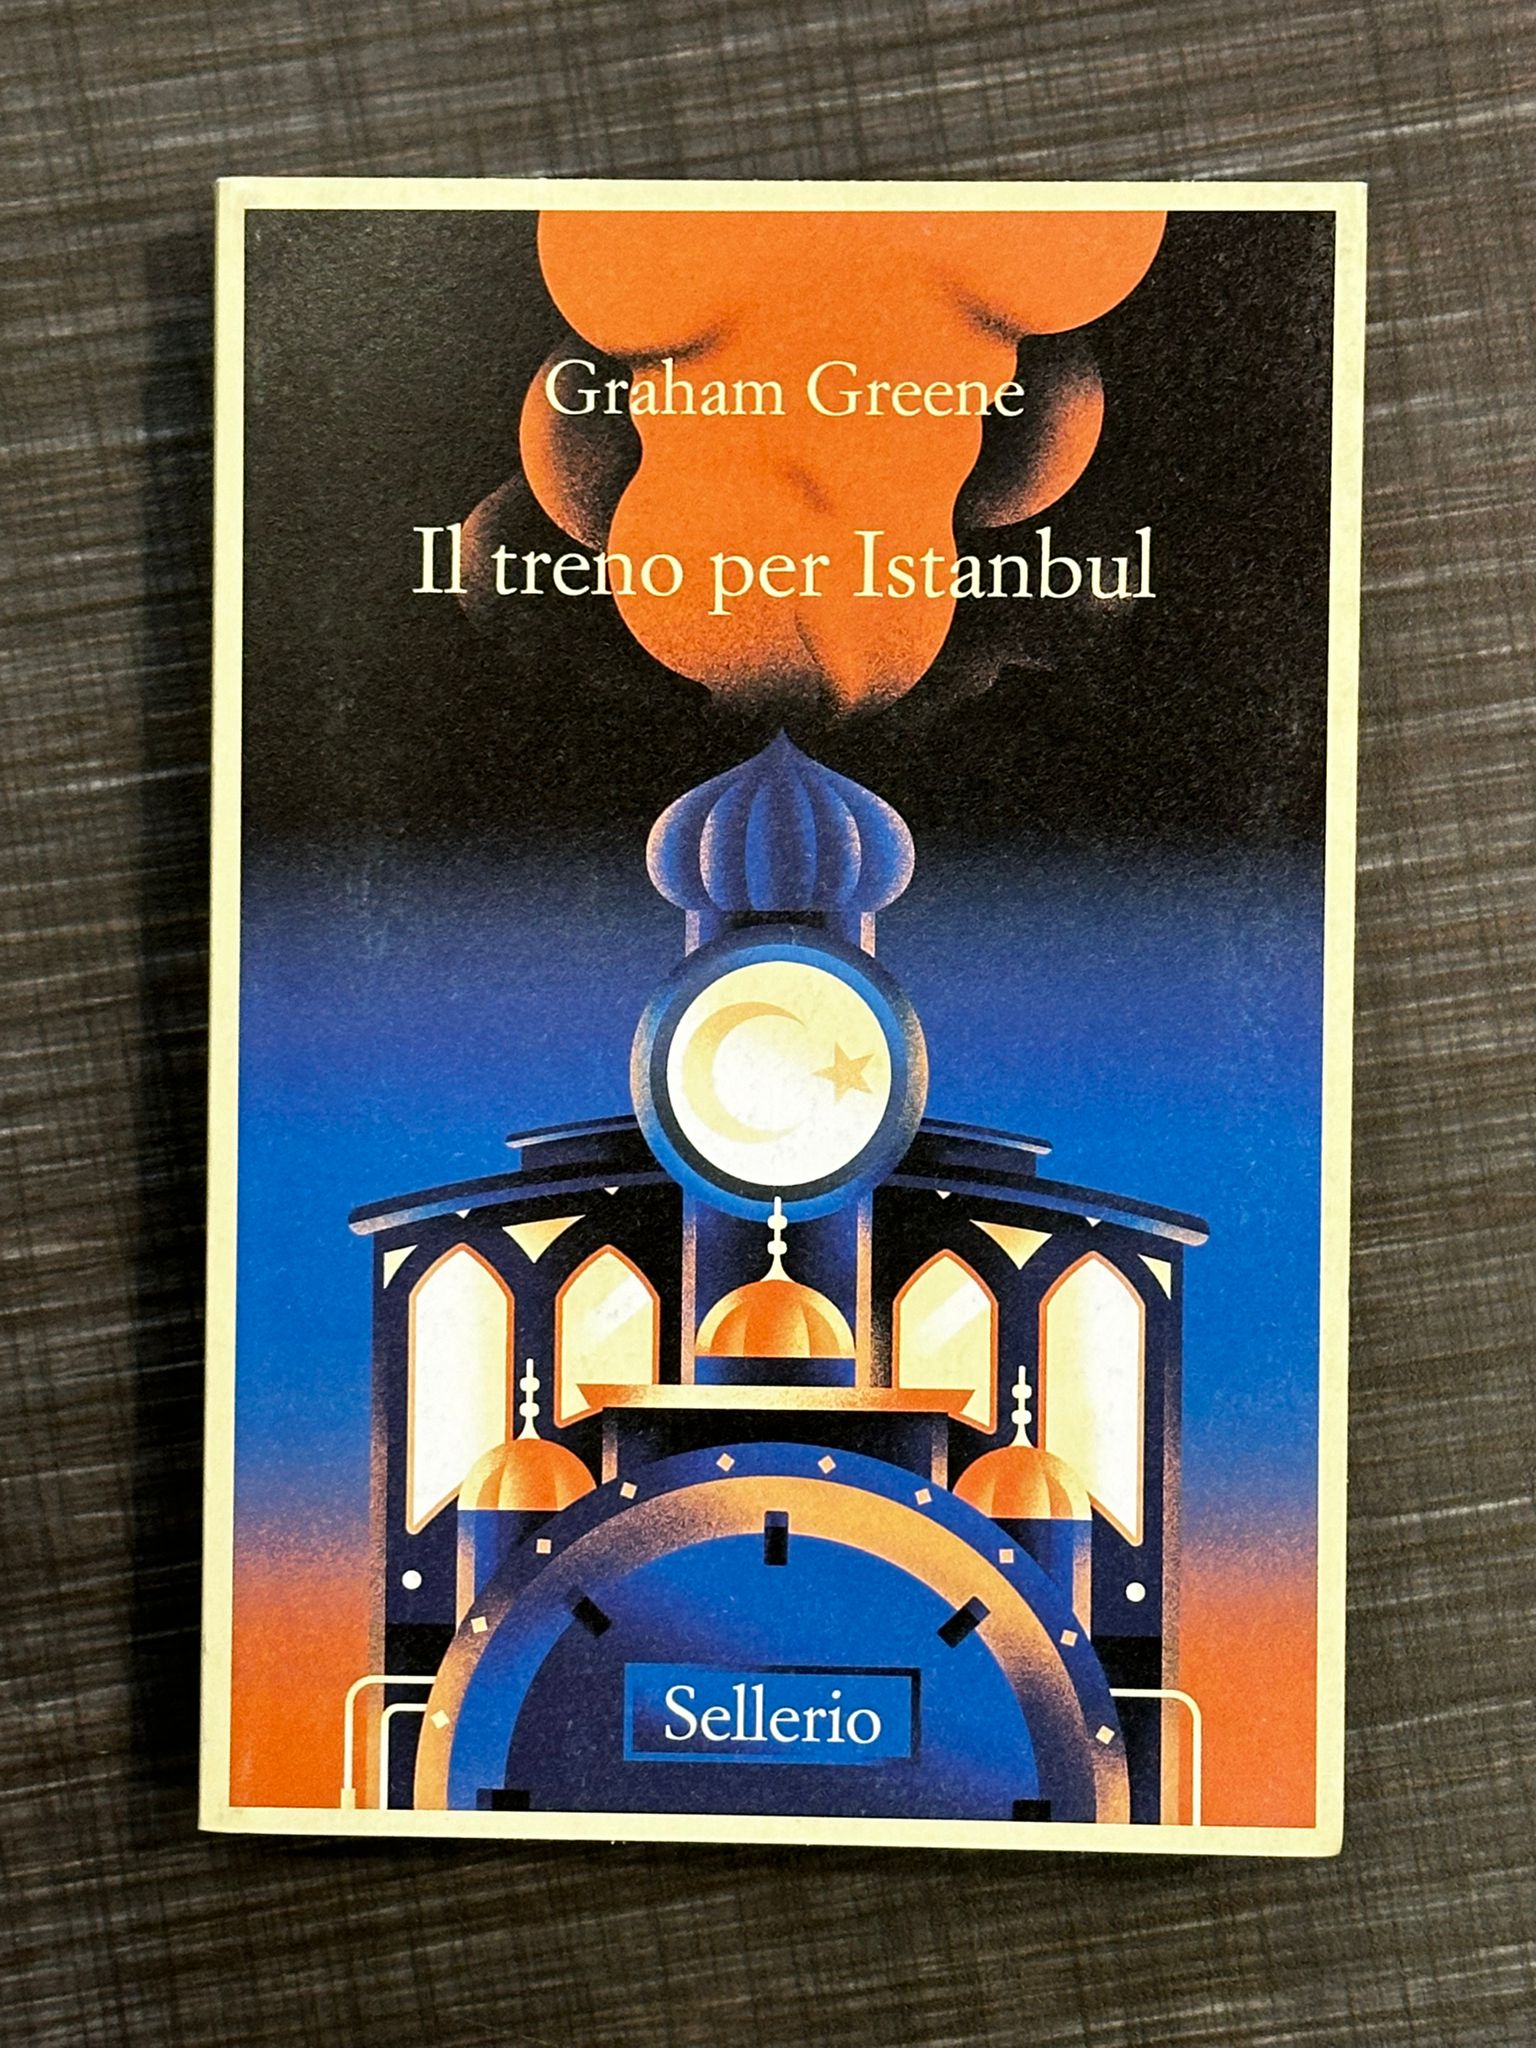 Graham Greene
Il treno per Istanbul
Sellerio